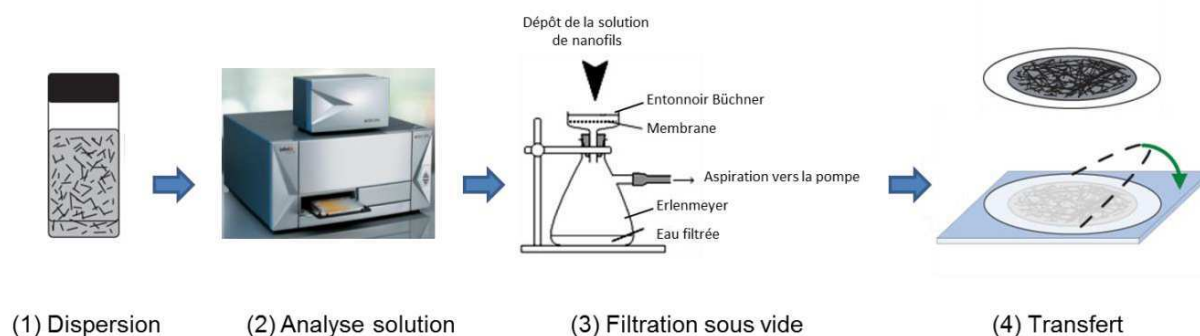 Dépôt de la solution
de nanofils
Entonnoir Büchner
Membrane
Aspiration vers la pompe
Erlenmeyer
Eau filtrée
(1) Dispersion
(2) Analyse solution
(3) Filtration sous vide
(4) Transfert